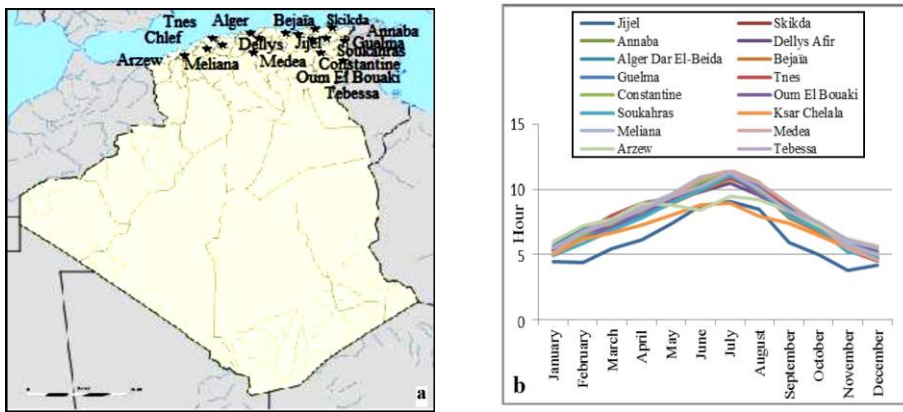 Tnes Alger Bejaïa Skikda
Chlef Annaba
Dellys Jijel Guelma
Arzew Meliana Medea Soukahras
Constantine
Oum El Bouaki
Tebessa
a
Jijel Skikda
Annaba Dellys Afir
Alger Dar El-Beida Bejaïa
Guelma Tnes
Constantine Oum El Bouaki
Soukahras Ksar Chelala
Meliana Medea
Arzew Tebessa
15
10
5
0
Hour
January
February
March
April
May
June
July
August
September
October
November
December
b